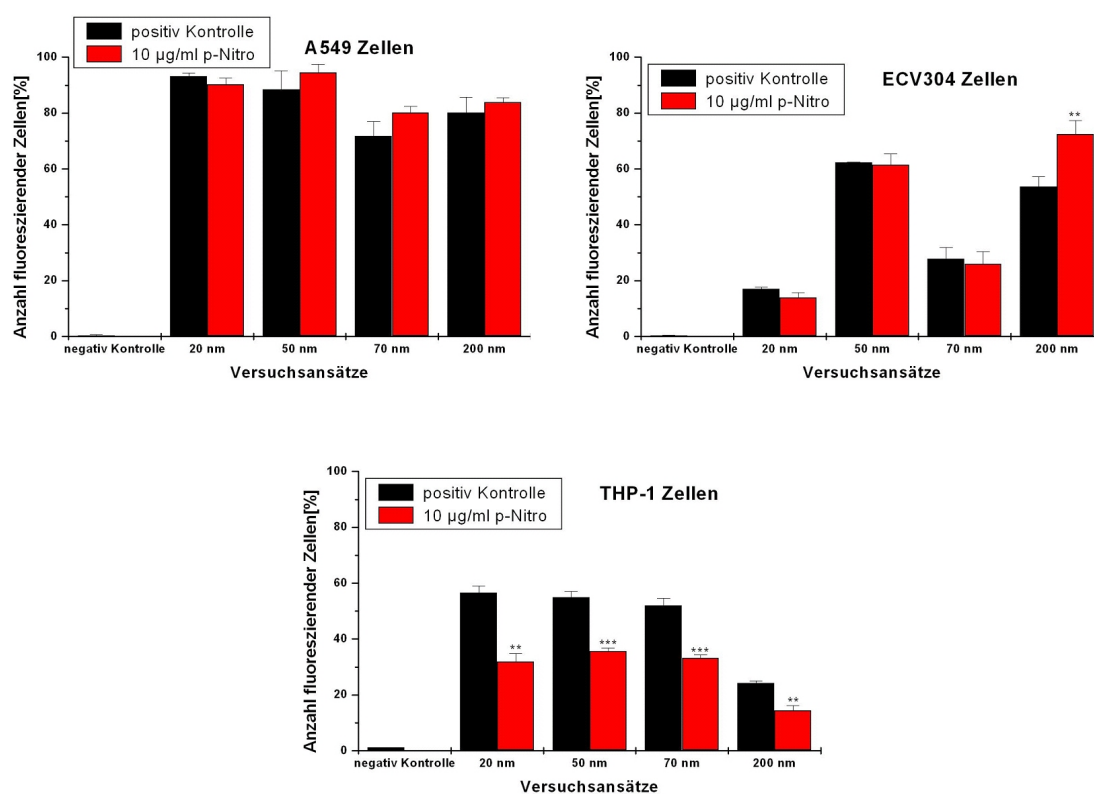 positiv Kontrolle
10 µg/ml p-Nitro
A549 Zellen
Anzahl fluoreszierender Zellen[%]
100
80
60
40
20
0
negativ Kontrolle 20 nm 50 nm 70 nm 200 nm
Versuchsansätze
positiv Kontrolle
10 µg/ml p-Nitro
ECV304 Zellen
Anzahl fluoreszierender Zellen[%]
100
80
60
40
20
0
**
negativ Kontrolle 20 nm 50 nm 70 nm 200 nm
Versuchsansätze
positiv Kontrolle
10 µg/ml p-Nitro
THP-1 Zellen
Anzahl fluoreszierender Zellen[%]
100
80
60
40
20
0
** *** *** **
negativ Kontrolle 20 nm 50 nm 70 nm 200 nm
Versuchsansätze